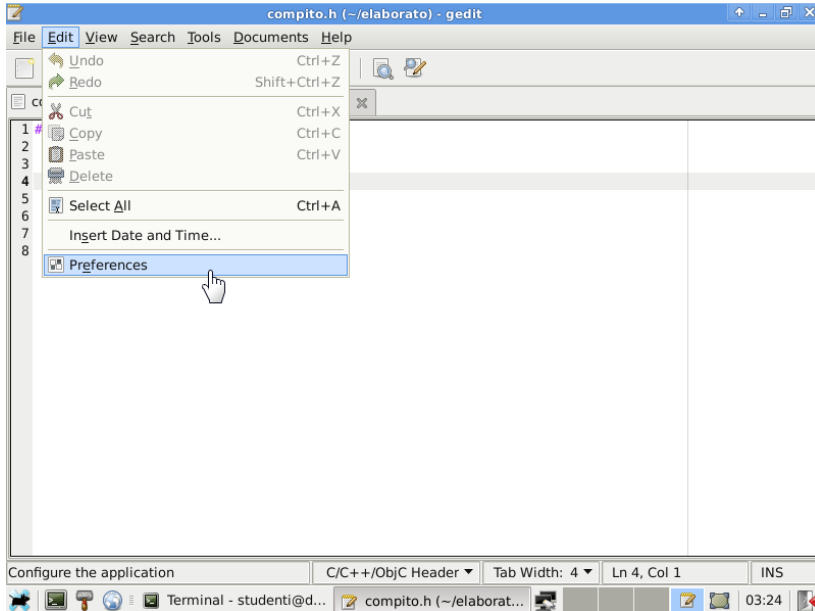 compito.h (~/elaborato) - gedit
File Edit View Search Tools Documents Help
Undo Ctrl+Z
Redo Shift+Ctrl+Z
Cut Ctrl+X
Copy Ctrl+C
Paste Ctrl+V
Delete
Select All Ctrl+A
Insert Date and Time...
Preferences
1 #
2
3
4
5
6
7
8
Configure the application C/C++/ObjC Header Tab Width: 4 Ln 4, Col 1 INS
Terminal - studenti@d... compito.h (~/elaborat... 03:24